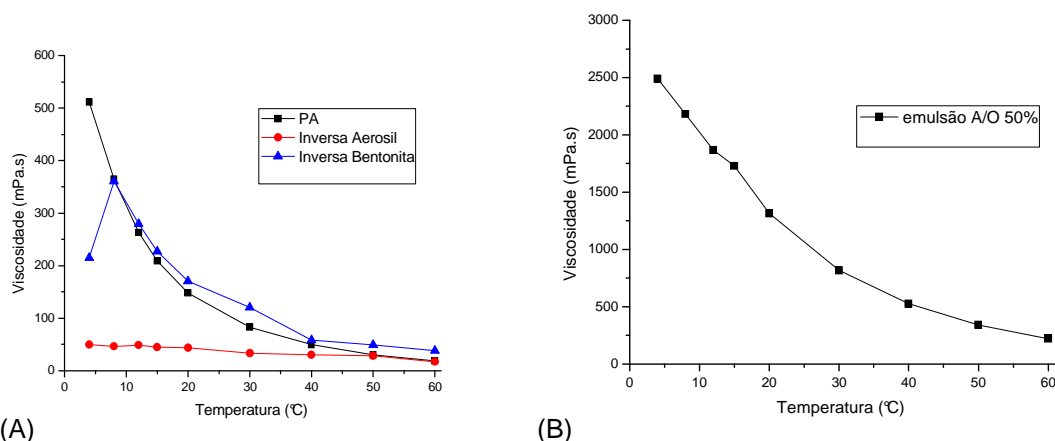 600
500
400
300
200
100
0
0 10 20 30 40 50 60
Viscosidade (mPa.s)
Temperatura (°C)
PA
Inversa Aerosil
Inversa Bentonita
(A)
3000
2500
2000
1500
1000
500
0
0 10 20 30 40 50 60
Viscosidade (mPa.s)
Temperatura (°C)
emulsão A/O 50%
(B)